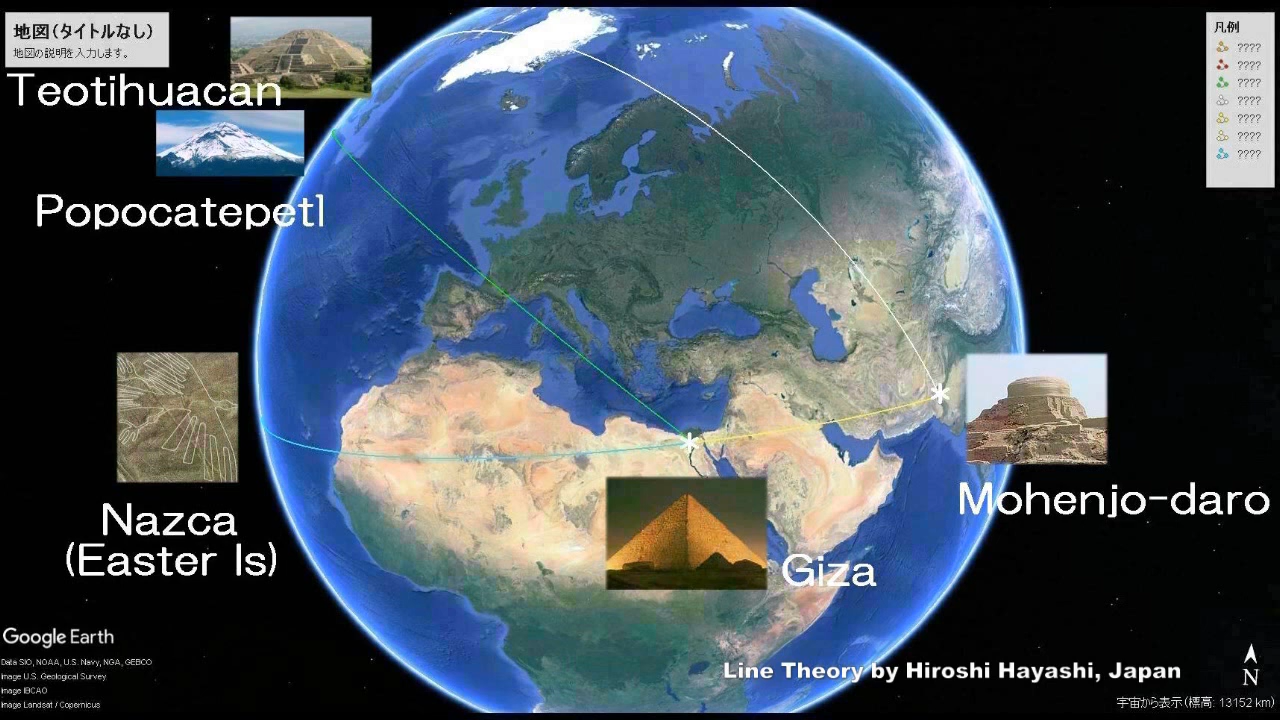 地図(タイトルなし)
地図の説明を入力します。
Teotihuacan
Popocatepetl
Nazca
(Easter Is)
凡例
????
????
????
????
????
????
????
Mohenjo-daro
Giza
Google Earth
Data SIO, NOAA, U.S. Navy, NGA, GEBCO
Image U.S. Geological Survey
Image IBCAO
Image Landsat / Copernicus
Line Theory by Hiroshi Hayashi, Japan
N
宇宙から表示(標高: 13152 km)